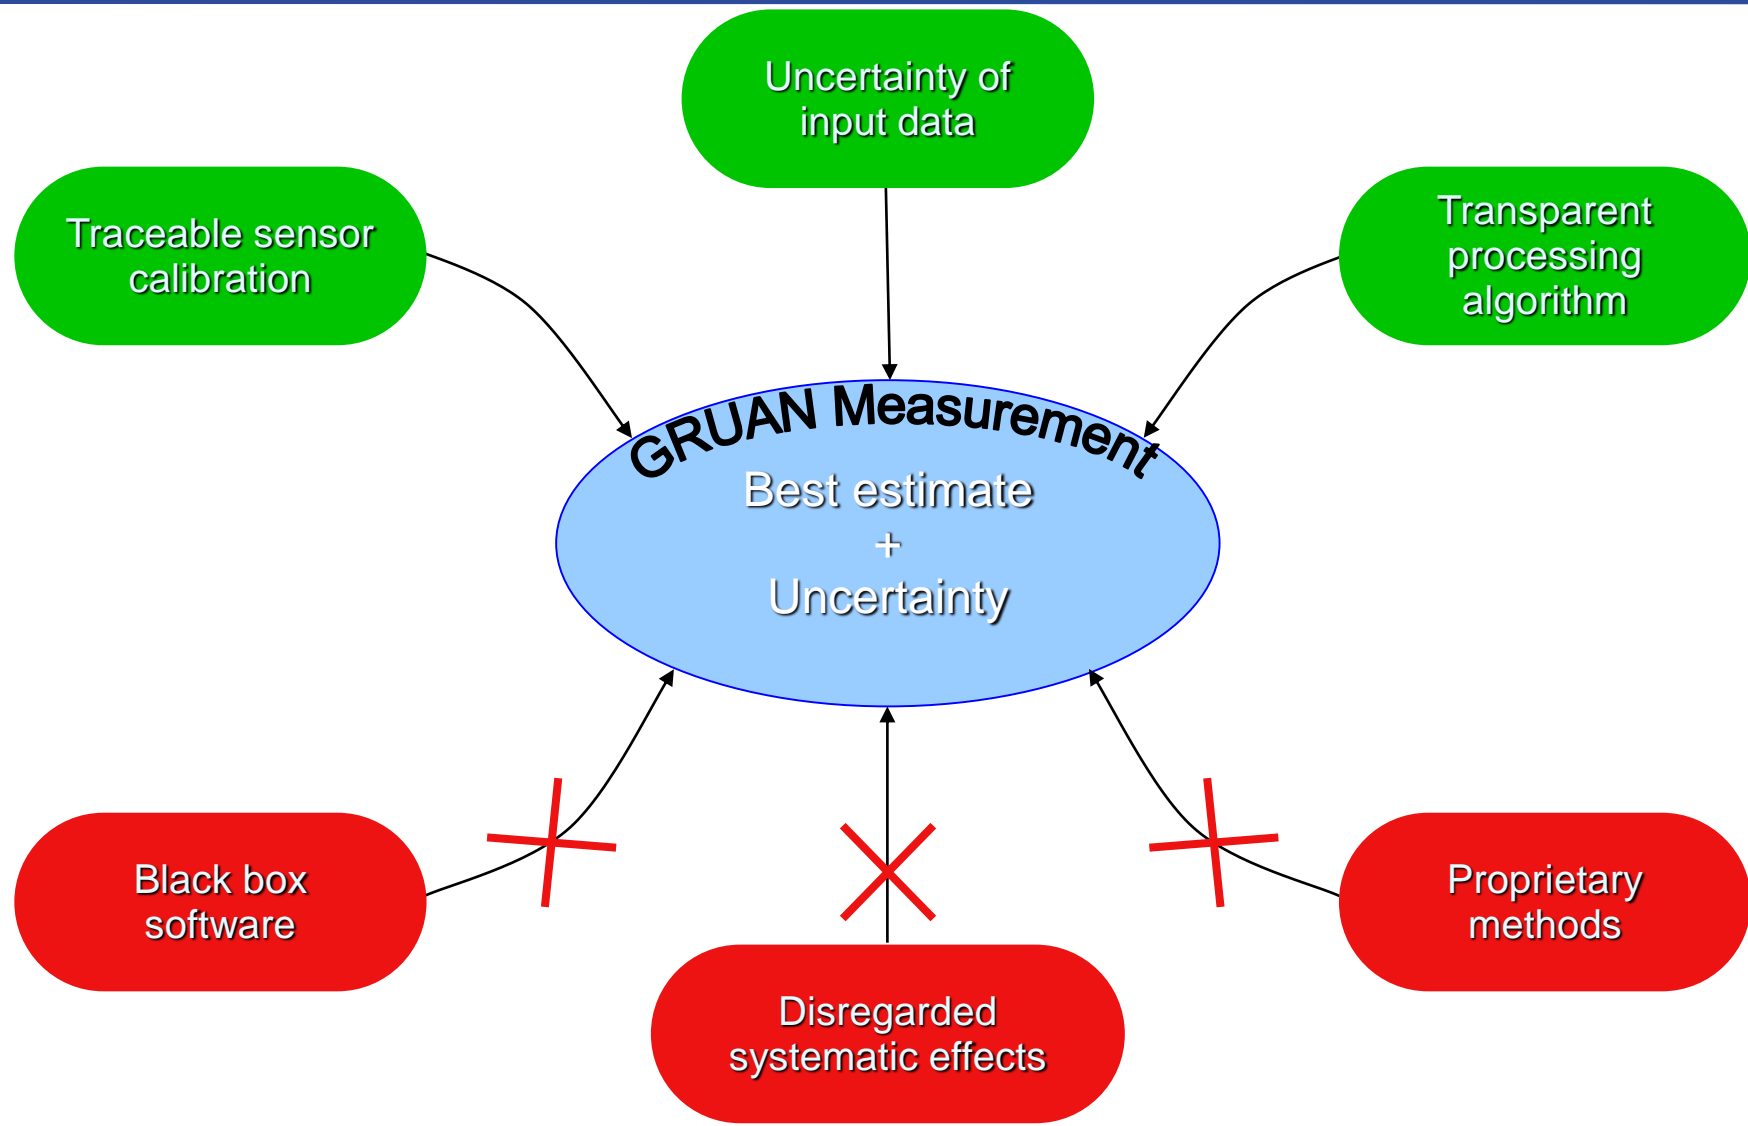 Uncertainty of
input data
Traceable sensor
calibration
Transparent
processing
algorithm
GRUAN Measurement
Best estimate
+
Uncertainty
Black box
software
Proprietary
methods
Disregarded
systematic effects